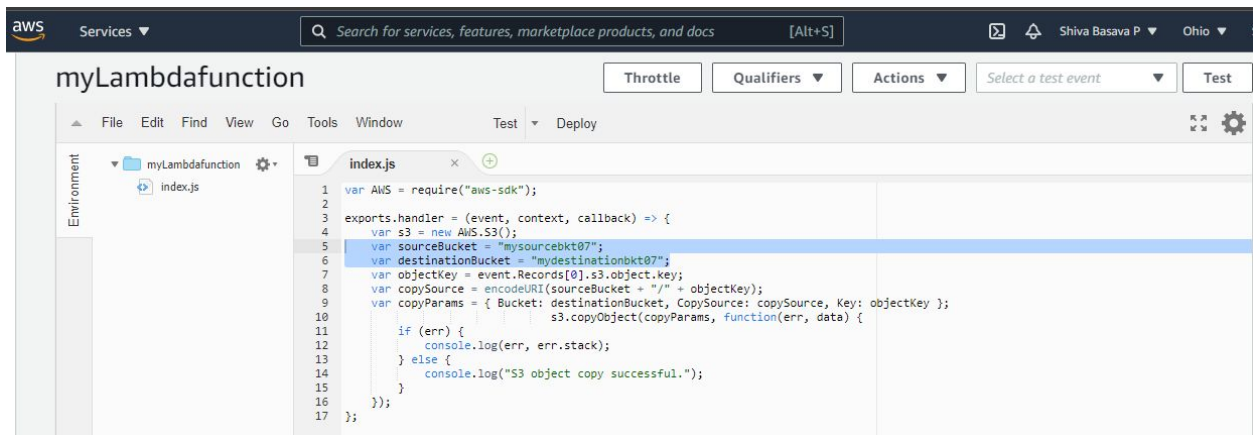 aws Services ▼ Search for services, features, marketplace products, and docs [Alt+S] Shiva Basava P ▼ Ohio ▼
myLambdafunction Throttle Qualifiers ▼ Actions ▼ Select a test event ▼ Test
File Edit Find View Go Tools Window Test ▼ Deploy
Environment
myLambdafunction
index.js
index.js ×
1 var AWS = require("aws-sdk");
2
3 exports.handler = (event, context, callback) => {
4     var s3 = new AWS.S3();
5     var sourceBucket = "mysourcebkt07";
6     var destinationBucket = "mydestinationbkt07";
7     var objectKey = event.Records[0].s3.object.key;
8     var copySource = encodeURI(sourceBucket + "/" + objectKey);
9     var copyParams = { Bucket: destinationBucket, CopySource: copySource, Key: objectKey };
10                             s3.copyObject(copyParams, function(err, data) {
11         if (err) {
12             console.log(err, err.stack);
13         } else {
14             console.log("S3 object copy successful.");
15         }
16     });
17 };